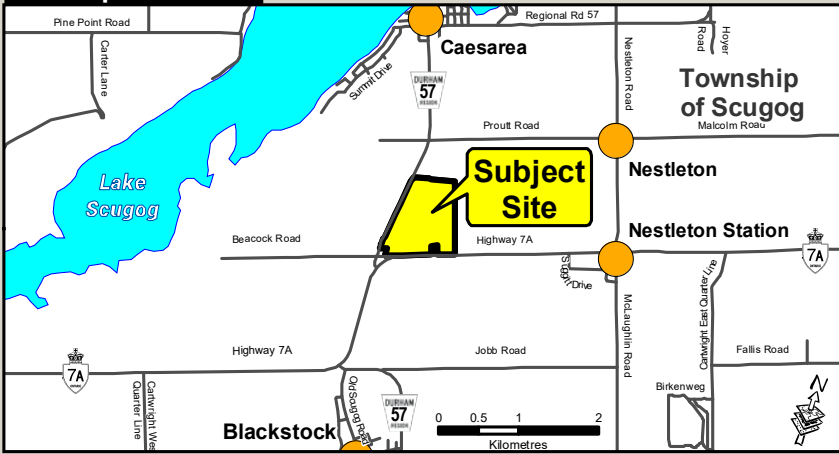 Pine Point Road
Regional Rd 57
Carter Lane
Caesarea
Hoyer
Road
Nestleton Road
Summit Drive
DURHAM
57
REGION
Township
of Scugog
Proutt Road
Malcolm Road
Subject
Site
Nestleton
Lake
Scugog
Nestleton Station
Beacock Road
Highway 7A
7A
ONTARIO
Drive
McLaughlin Road
Cartwright East Quarter Line
Highway 7A
Jobb Road
Fallis Road
7A
ONTARIO
Cartwright Wes
Quarter Line
Old Scugog Road
DURHAM
57
REGION
Birkenweg
N
Blackstock
0 0.5 1 2
Kilometres